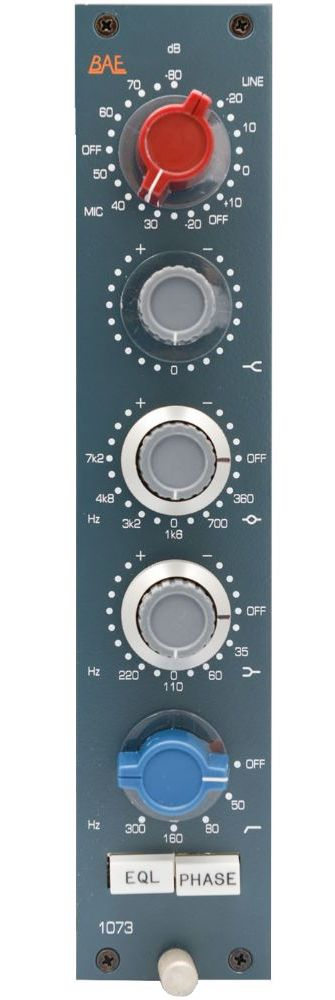 dB
BAE
-80
70
LINE
-20
60
10
OFF
0
50
40
+10
MIC
30
-20
OFF
+ -
0
+ -
7k2
OFF
4k8
360
Hz
3k2
0
700
1k6
+ -
OFF
35
Hz
220
0
60
110
OFF
50
Hz
300
80
160
EQL PHASE
1073